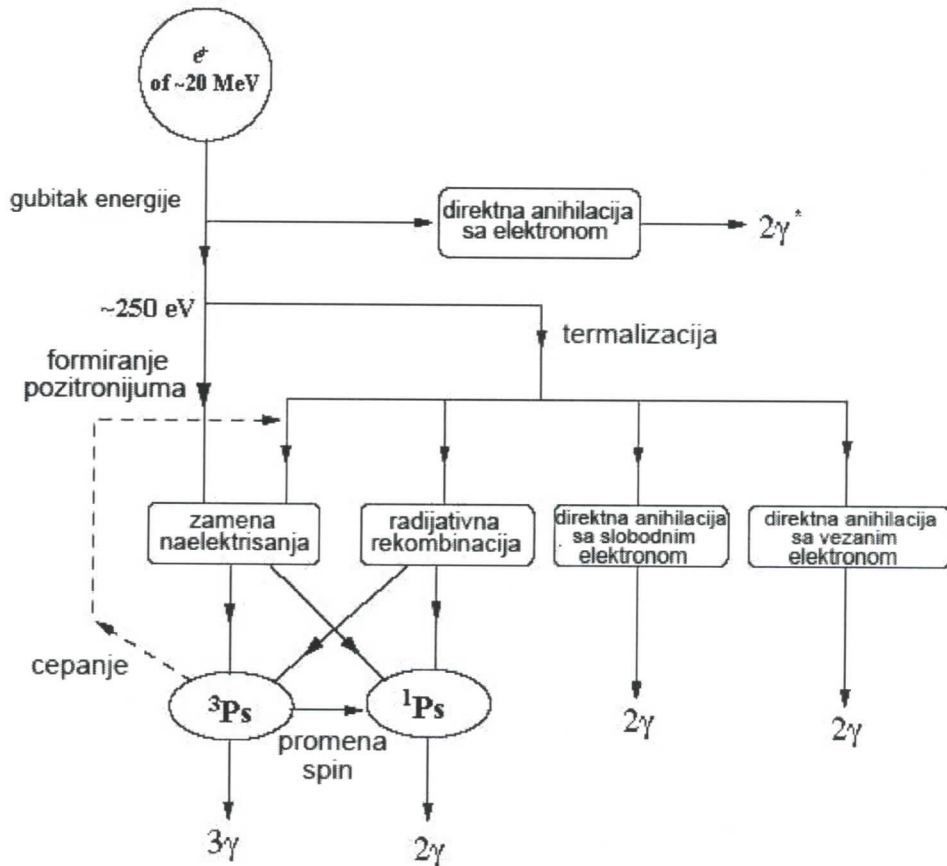 e⁺
of ~20 MeV
gubitak energije
direktna anihilacija
sa elektronom
2γ*
~250 eV
termalizacija
formiranje
pozitronijuma
zamena
naelektrisanja
radijativna
rekombinacija
direktna anihilacija
sa slobodnim
elektronom
direktna anihilacija
sa vezanim
elektronom
cepanje
³Ps
¹Ps
promena
spin
2γ
2γ
3γ
2γ